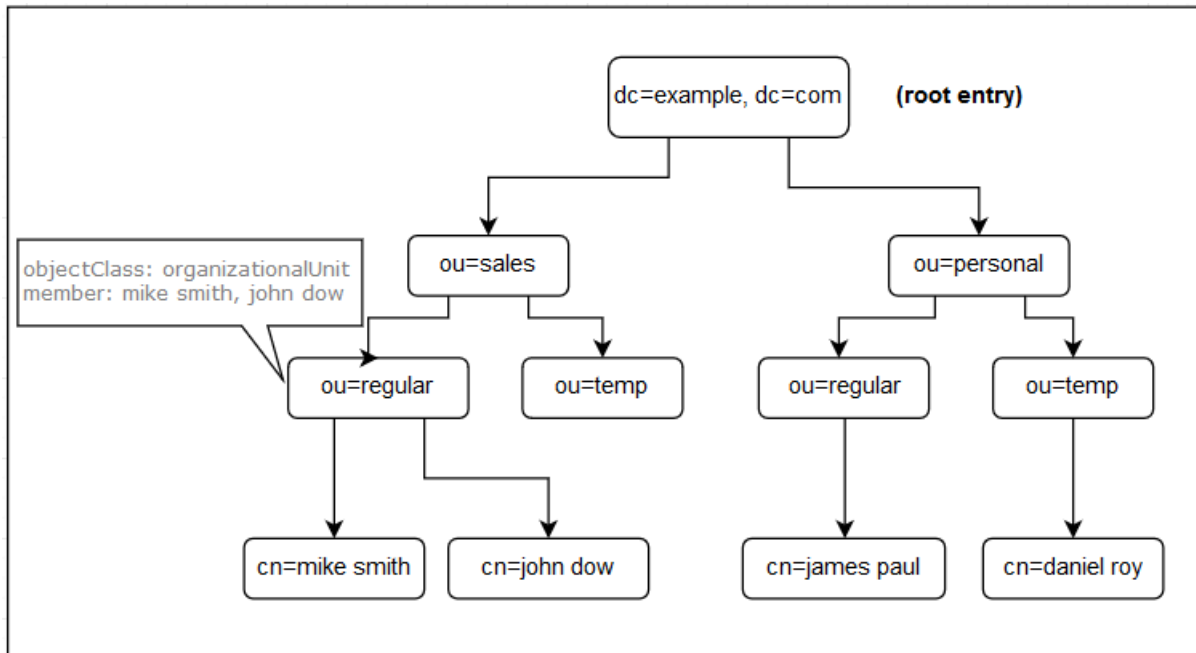 dc=example, dc=com
(root entry)
ou=sales
ou=personal
objectClass: organizationalUnit
member: mike smith, john dow
ou=regular
ou=temp
ou=regular
ou=temp
cn=mike smith
cn=john dow
cn=james paul
cn=daniel roy